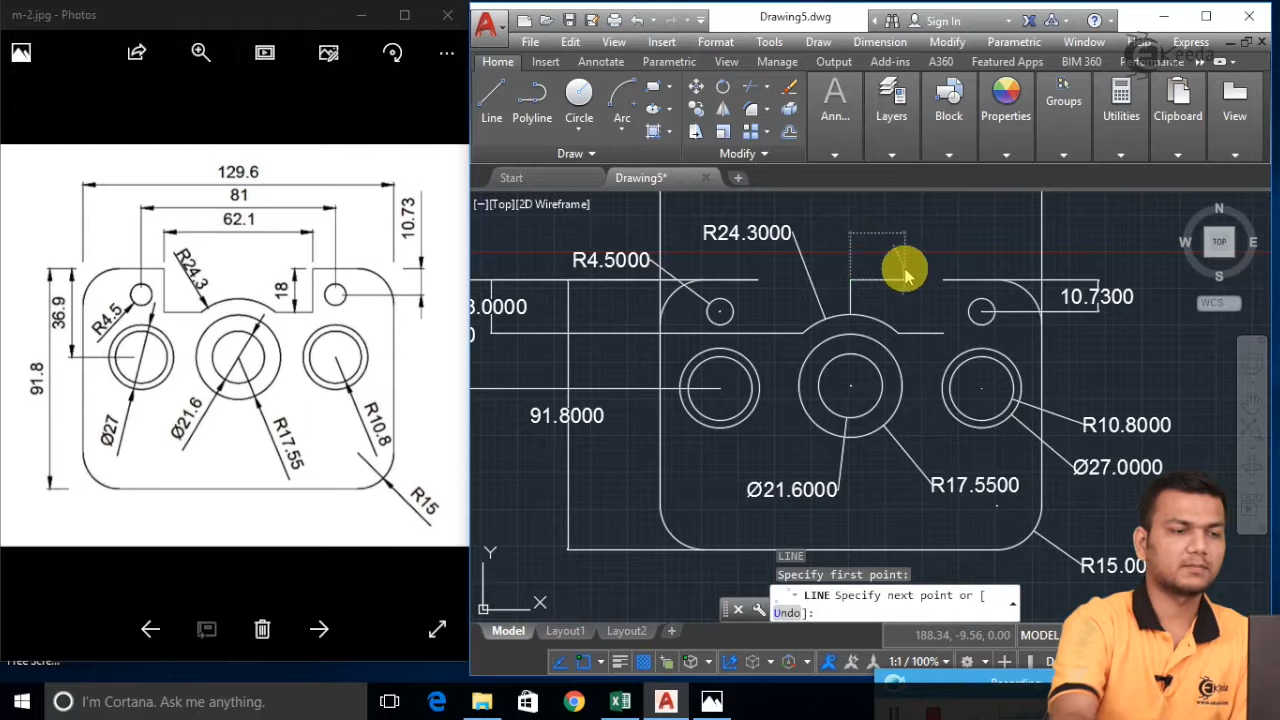 m-2.jpg - Photos
129.6
81
62.1
10.73
R24.3
18
36.9
R4.5
91.8
Ø27
Ø21.6
R17.55
R10.8
R15
Drawing5.dwg
Sign In
File Edit View Insert Format Tools Draw Dimension Modify Parametric Window Help Express
Ekeeda
Home Insert Annotate Parametric View Manage Output Add-ins A360 Featured Apps BIM 360 Performance
Line Polyline Circle Arc
Ann... Layers Block Properties Groups Utilities Clipboard View
Draw Modify
Start Drawing5*
[−][Top][2D Wireframe]
N
W TOP E
S
WCS
R24.3000
R4.5000
10.7300
91.8000
R10.8000
Ø27.0000
Ø21.6000
R17.5500
Y
X
LINE
Specify first point:
LINE Specify next point or [
Undo]:
Model Layout1 Layout2
188.34, -9.56, 0.00 MODEL
1:1 / 100%
I'm Cortana. Ask me anything.